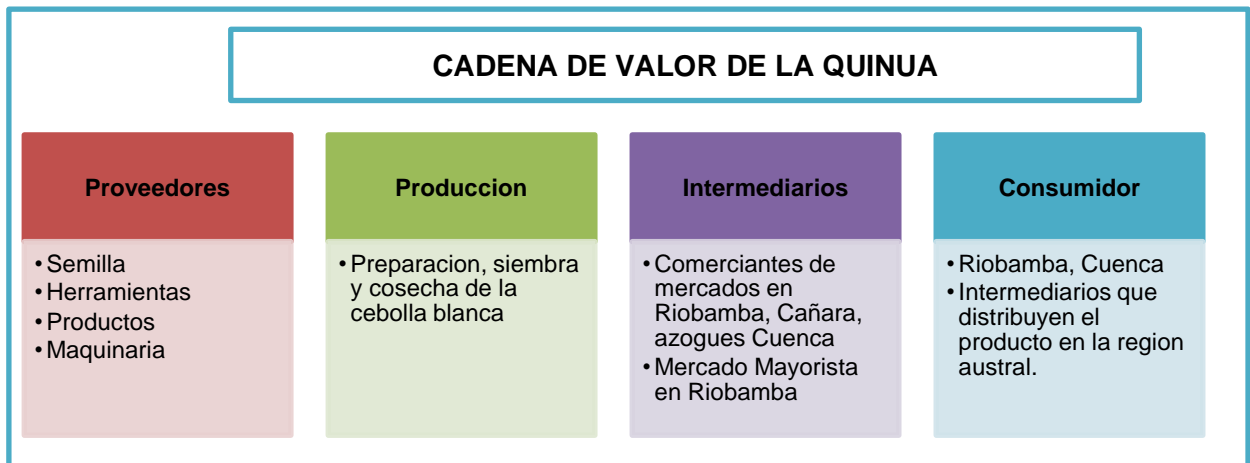 CADENA DE VALOR DE LA QUINUA
Proveedores
• Semilla
• Herramientas
• Productos
• Maquinaria
Produccion
• Preparacion, siembra
y cosecha de la
cebolla blanca
Intermediarios
• Comerciantes de
mercados en
Riobamba, Cañara,
azogues Cuenca
• Mercado Mayorista
en Riobamba
Consumidor
• Riobamba, Cuenca
• Intermediarios que
distribuyen el
producto en la region
austral.